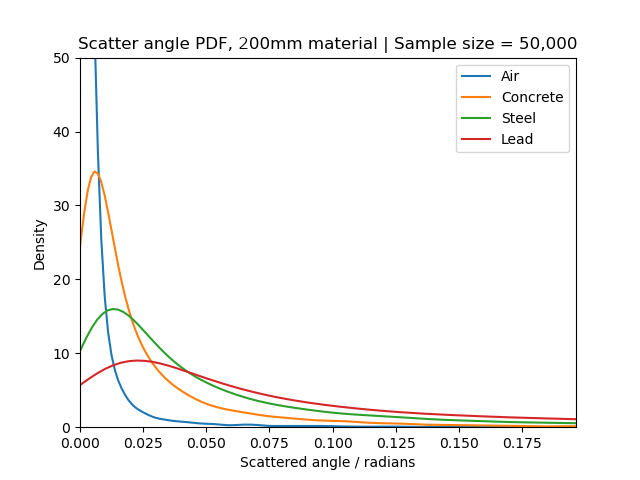 Scatter angle PDF, 200mm material | Sample size = 50,000
Air
Concrete
Steel
Lead
50
40
30
20
10
0
Density
0.000 0.025 0.050 0.075 0.100 0.125 0.150 0.175
Scattered angle / radians